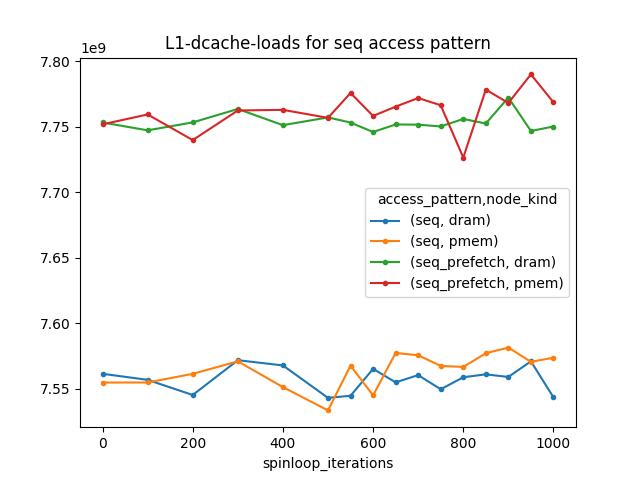 L1-dcache-loads for seq access pattern
1e9
7.80
7.75
7.70
7.65
7.60
7.55
access_pattern,node_kind
(seq, dram)
(seq, pmem)
(seq_prefetch, dram)
(seq_prefetch, pmem)
0 200 400 600 800 1000
spinloop_iterations